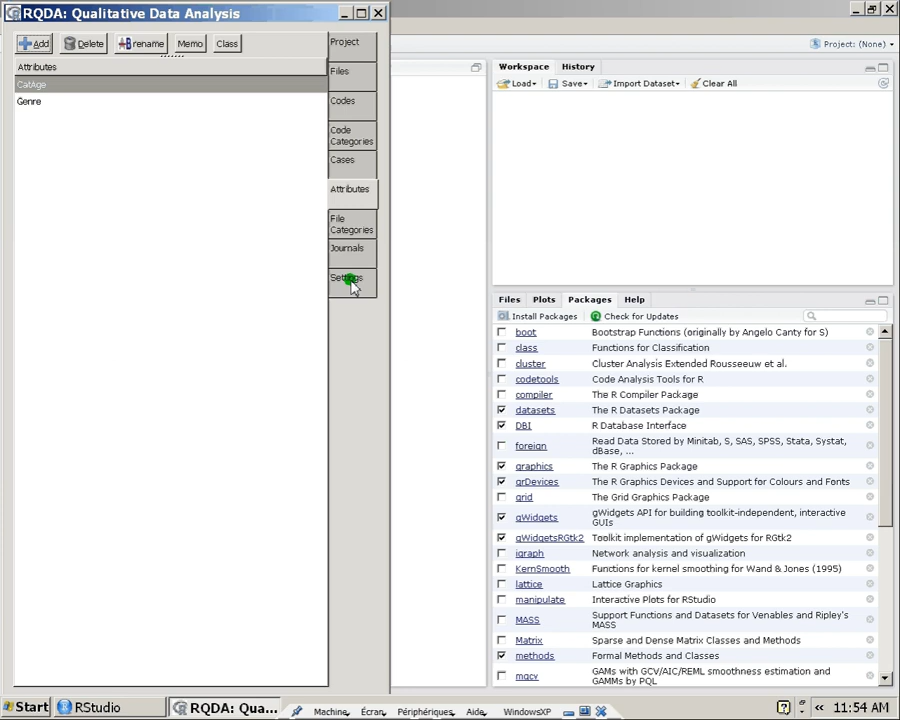 RQDA: Qualitative Data Analysis
Add Delete rename Memo Class
Attributes
CatAge
Genre
Project
Files
Codes
Code
Categories
Cases
Attributes
File
Categories
Journals
Settings
Project: (None)
Workspace History
Load Save Import Dataset Clear All
Files Plots Packages Help
Install Packages Check for Updates
boot Bootstrap Functions (originally by Angelo Canty for S)
class Functions for Classification
cluster Cluster Analysis Extended Rousseeuw et al.
codetools Code Analysis Tools for R
compiler The R Compiler Package
datasets The R Datasets Package
DBI R Database Interface
foreign Read Data Stored by Minitab, S, SAS, SPSS, Stata, Systat,
dBase, ...
graphics The R Graphics Package
grDevices The R Graphics Devices and Support for Colours and Fonts
grid The Grid Graphics Package
gWidgets gWidgets API for building toolkit-independent, interactive
GUIs
gWidgetsRGtk2 Toolkit implementation of gWidgets for RGtk2
igraph Network analysis and visualization
KernSmooth Functions for kernel smoothing for Wand & Jones (1995)
lattice Lattice Graphics
manipulate Interactive Plots for RStudio
MASS Support Functions and Datasets for Venables and Ripley's
MASS
Matrix Sparse and Dense Matrix Classes and Methods
methods Formal Methods and Classes
mgcv GAMs with GCV/AIC/REML smoothness estimation and
GAMMs by PQL
Start RStudio RQDA: Qua... Machine Écran Périphériques Aide WindowsXP 11:54 AM